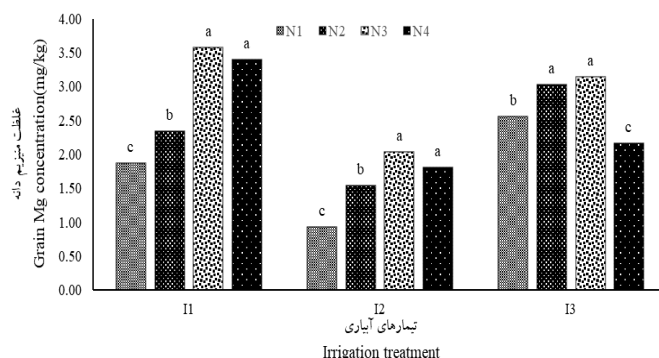 N1 N2 N3 N4
غلظت منیزیم دانه
Grain Mg concentration(mg/kg)
4.00
3.50
3.00
2.50
2.00
1.50
1.00
0.50
0.00
c b a a
c b a a
b a a c
I1 I2 I3
تیمارهای آبیاری
Irrigation treatment